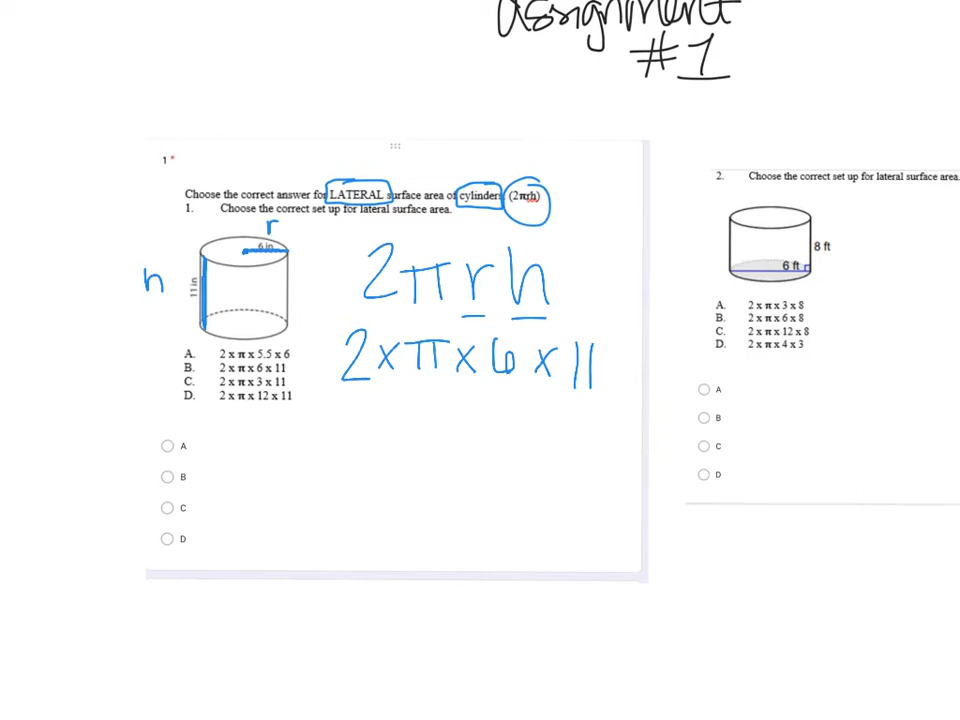 assignment
#1
1 *
Choose the correct answer for LATERAL surface area of cylinders (2πrh)
1. Choose the correct set up for lateral surface area.
r
6 in
h
11 in
2πrh
2xπx6x11
A. 2 x π x 5.5 x 6
B. 2 x π x 6 x 11
C. 2 x π x 3 x 11
D. 2 x π x 12 x 11
A
B
C
D
2. Choose the correct set up for lateral surface area.
8 ft
6 ft
A. 2 x π x 3 x 8
B. 2 x π x 6 x 8
C. 2 x π x 12 x 8
D. 2 x π x 4 x 3
A
B
C
D